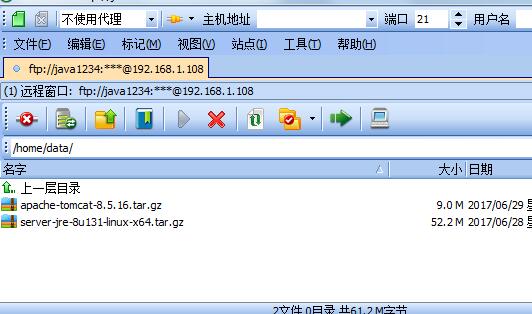 不使用代理 主机地址 端口 21 用户名
文件(F) 编辑(E) 标记(M) 视图(V) 站点(I) 工具(T) 帮助(H)
ftp://java1234:***@192.168.1.108
(1) 远程窗口: ftp://java1234:***@192.168.1.108
/home/data/
名字 大小 日期
上一层目录
apache-tomcat-8.5.16.tar.gz 9.0 M 2017/06/29
server-jre-8u131-linux-x64.tar.gz 52.2 M 2017/06/28
2文件 0目录 共61.2 M字节